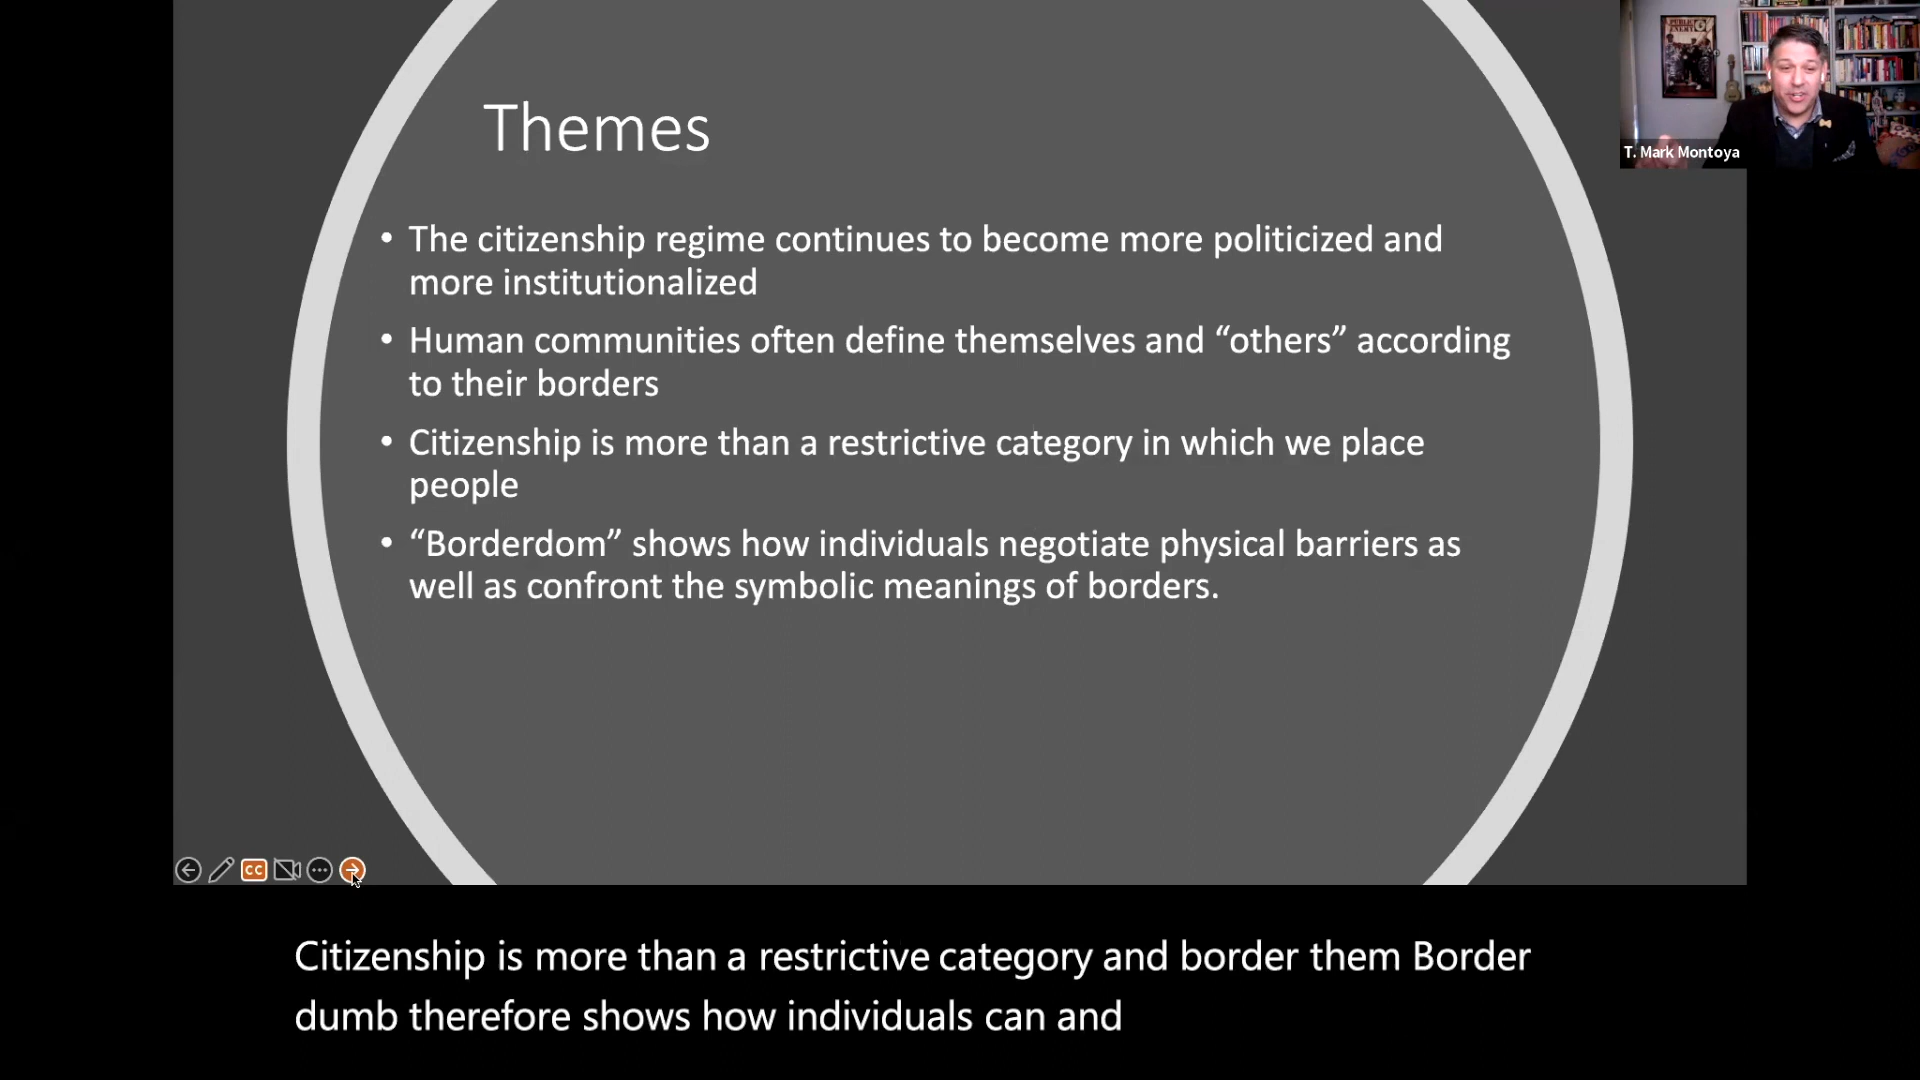 Themes
• The citizenship regime continues to become more politicized and
more institutionalized
• Human communities often define themselves and “others” according
to their borders
• Citizenship is more than a restrictive category in which we place
people
• “Borderdom” shows how individuals negotiate physical barriers as
well as confront the symbolic meanings of borders.
PUBLIC
ENEMY
T. Mark Montoya
CC
Citizenship is more than a restrictive category and border them Border
dumb therefore shows how individuals can and